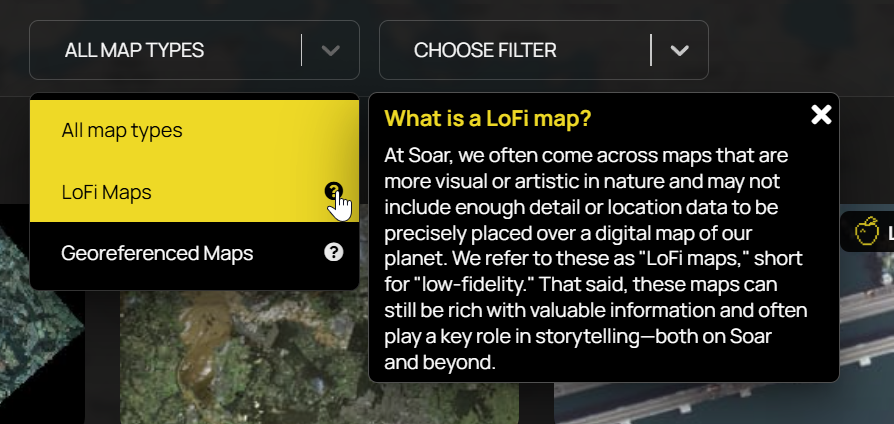 ALL MAP TYPES
CHOOSE FILTER
All map types
LoFi Maps
Georeferenced Maps
What is a LoFi map?
At Soar, we often come across maps that are
more visual or artistic in nature and may not
include enough detail or location data to be
precisely placed over a digital map of our
planet. We refer to these as "LoFi maps," short
for "low-fidelity." That said, these maps can
still be rich with valuable information and often
play a key role in storytelling—both on Soar
and beyond.